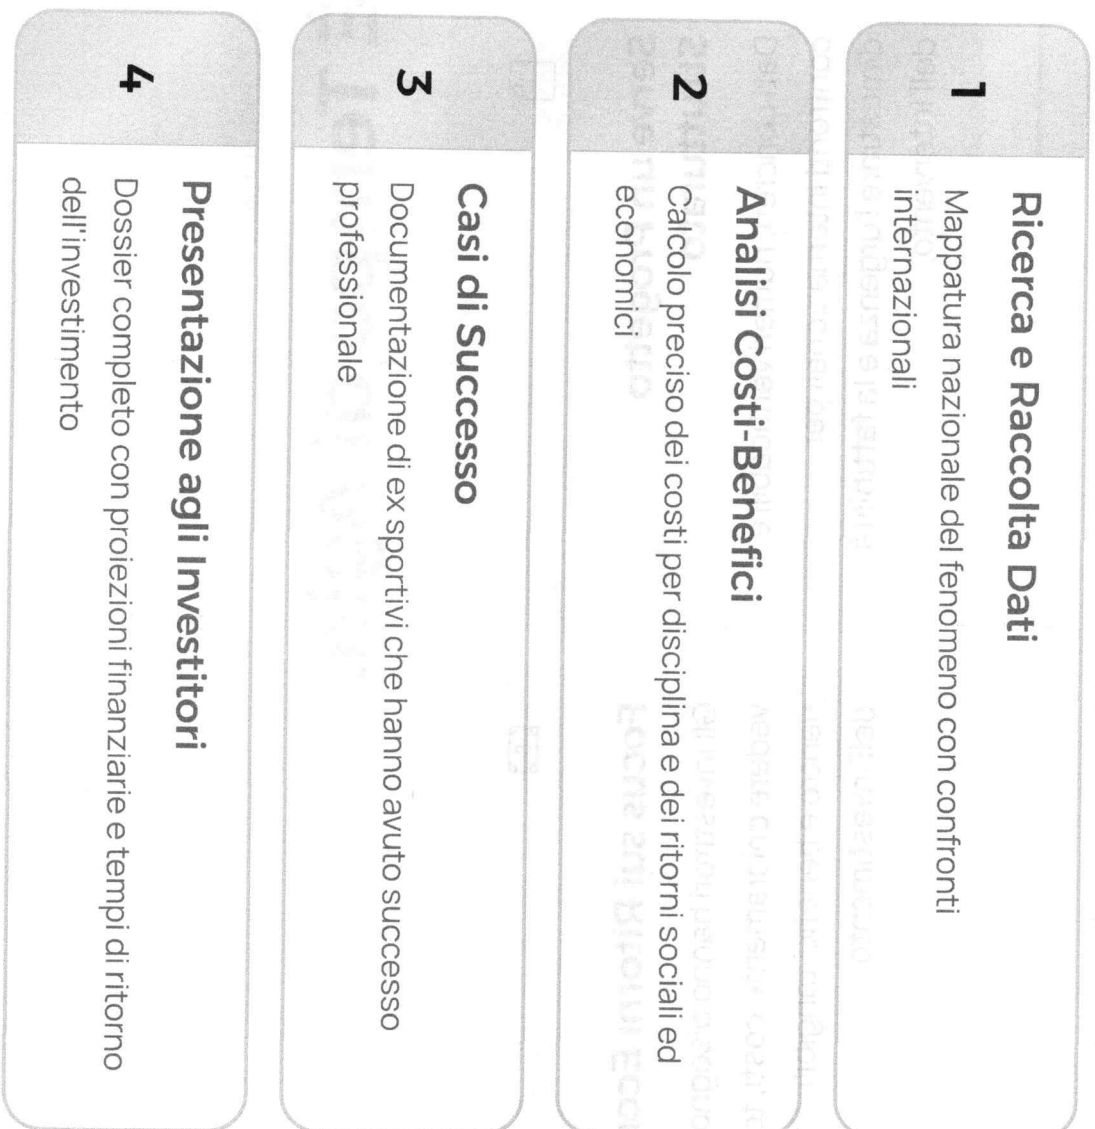 1
Ricerca e Raccolta Dati
Mappatura nazionale del fenomeno con confronti
internazionali
2
Analisi Costi-Benefici
Calcolo preciso dei costi per disciplina e dei ritorni sociali ed
economici
3
Casi di Successo
Documentazione di ex sportivi che hanno avuto successo
professionale
4
Presentazione agli Investitori
Dossier completo con proiezioni finanziarie e tempi di ritorno
dell'investimento